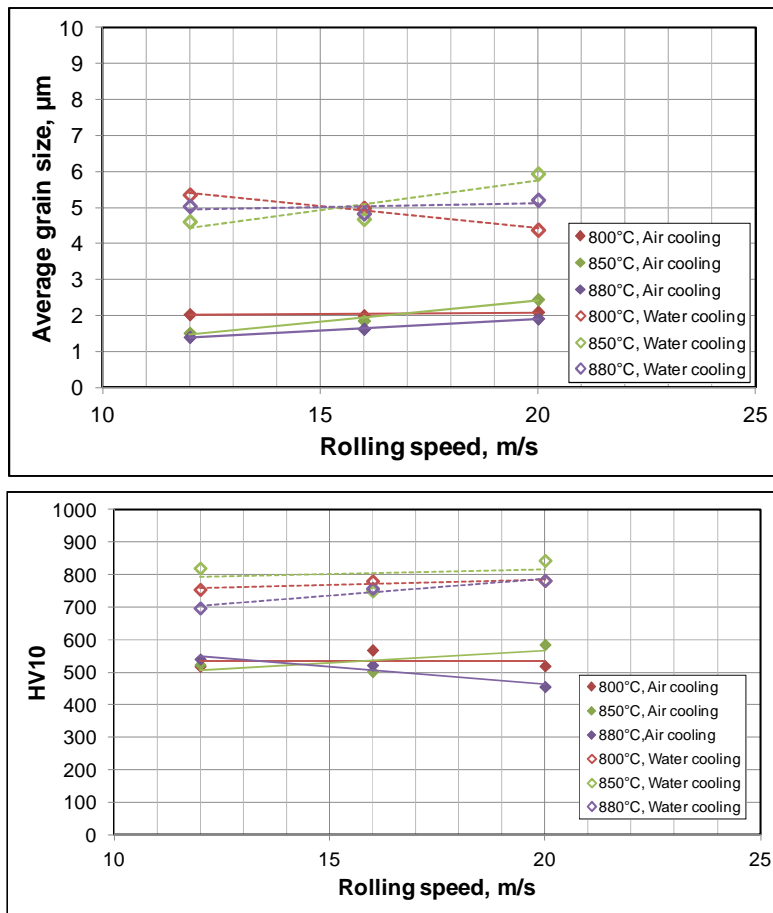 10
9
8
7
6
5
4
3
2
1
0
Average grain size, µm
800°C, Air cooling
850°C, Air cooling
880°C, Air cooling
800°C, Water cooling
850°C, Water cooling
880°C, Water cooling
10 15 20 25
Rolling speed, m/s
1000
900
800
700
600
500
400
300
200
100
0
HV10
800°C, Air cooling
850°C, Air cooling
880°C,Air cooling
800°C, Water cooling
850°C, Water cooling
880°C, Water cooling
10 15 20 25
Rolling speed, m/s